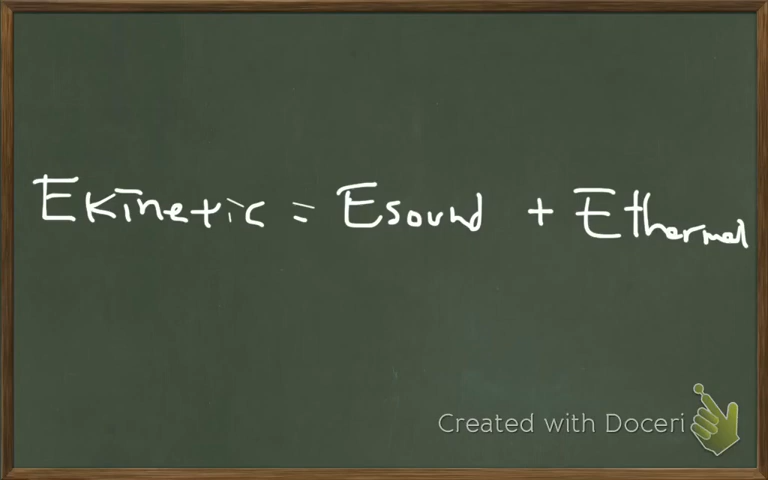 Ekinetic = Esound + Ethermal
Created with Doceri